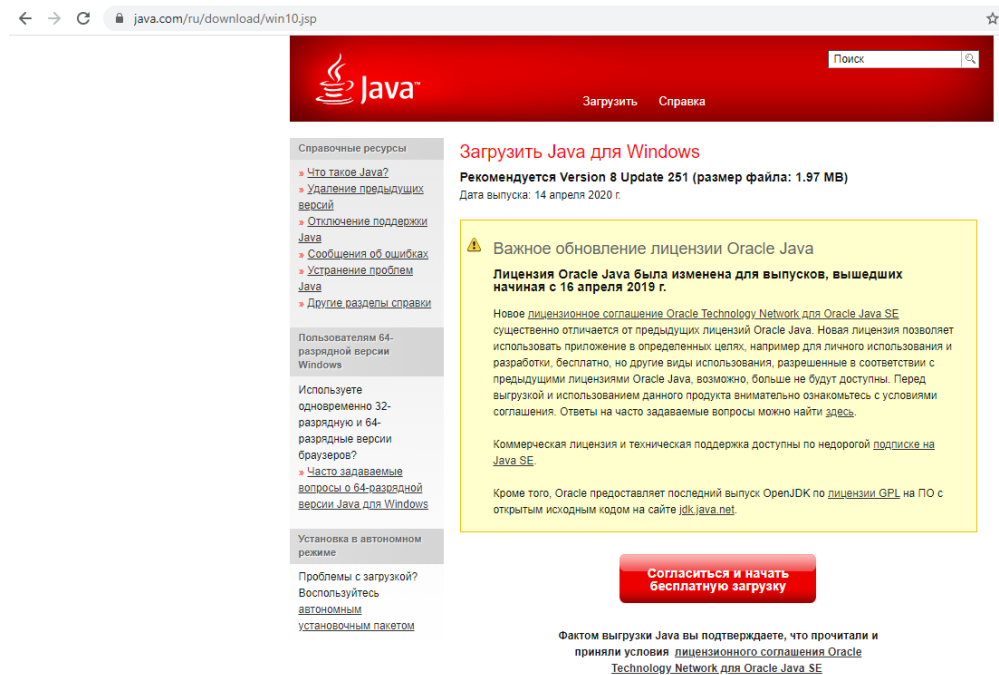 java.com/ru/download/win10.jsp
Java™
Поиск
Загрузить Справка
Справочные ресурсы
» Что такое Java?
» Удаление предыдущих
версий
» Отключение поддержки
Java
» Сообщения об ошибках
» Устранение проблем
Java
» Другие разделы справки
Пользователям 64-
разрядной версии
Windows
Используете
одновременно 32-
разрядную и 64-
разрядные версии
браузеров?
» Часто задаваемые
вопросы о 64-разрядной
версии Java для Windows
Установка в автономном
режиме
Проблемы с загрузкой?
Воспользуйтесь
автономным
установочным пакетом
Загрузить Java для Windows
Рекомендуется Version 8 Update 251 (размер файла: 1.97 MB)
Дата выпуска: 14 апреля 2020 г.
Важное обновление лицензии Oracle Java
Лицензия Oracle Java была изменена для выпусков, вышедших
начиная с 16 апреля 2019 г.
Новое лицензионное соглашение Oracle Technology Network для Oracle Java SE
существенно отличается от предыдущих лицензий Oracle Java. Новая лицензия позволяет
использовать приложение в определенных целях, например для личного использования и
разработки, бесплатно, но другие виды использования, разрешенные в соответствии с
предыдущими лицензиями Oracle Java, возможно, больше не будут доступны. Перед
выгрузкой и использованием данного продукта внимательно ознакомьтесь с условиями
соглашения. Ответы на часто задаваемые вопросы можно найти здесь.
Коммерческая лицензия и техническая поддержка доступны по недорогой подписке на
Java SE.
Кроме того, Oracle предоставляет последний выпуск OpenJDK по лицензии GPL на ПО с
открытым исходным кодом на сайте jdk.java.net.
Согласиться и начать
бесплатную загрузку
Фактом выгрузки Java вы подтверждаете, что прочитали и
приняли условия лицензионного соглашения Oracle
Technology Network для Oracle Java SE